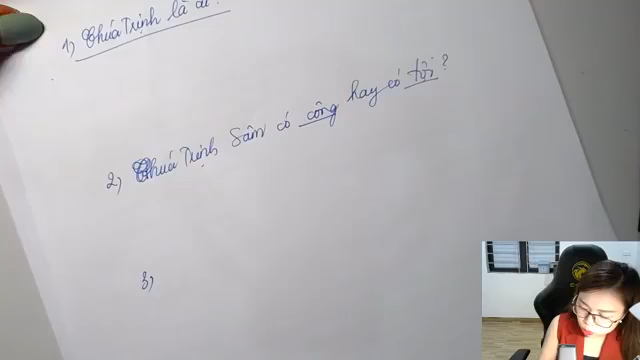 1) Chúa Trịnh là ai?
2) Chúa Trịnh Sâm có công hay có tội?
3)